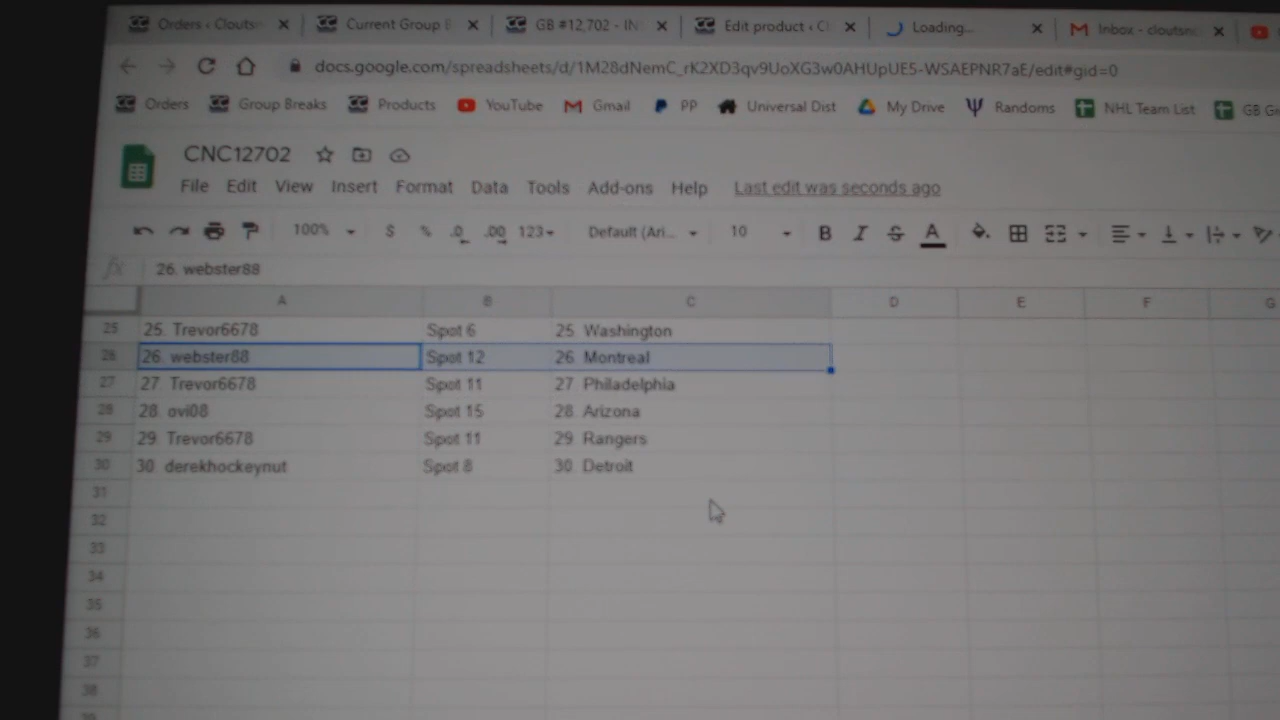 Orders ‹ Cloutsn
Current Group B
GB #12,702 - IN
Edit product ‹ C
Loading...
Inbox - cloutsnc
docs.google.com/spreadsheets/d/1M28dNemC_rK2XD3qv9UoXG3w0AHUpUE5-WSAEPNR7aE/edit#gid=0
Orders Group Breaks Products YouTube Gmail PP Universal Dist My Drive Randoms NHL Team List GB G
CNC12702
File Edit View Insert Format Data Tools Add-ons Help Last edit was seconds ago
100% $ % .0 .00 123 Default (Ari... 10 B I S A
fx 26. webster88
A B C D E F G
25 25. Trevor6678 Spot 6 25 Washington
26 26. webster88 Spot 12 26 Montreal
27 27. Trevor6678 Spot 11 27. Philadelphia
28 28. ovi08 Spot 15 28. Arizona
29 29 Trevor6678 Spot 11 29 Rangers
30 30 derekhockeynut Spot 8 30. Detroit
31
32
33
34
35
36
37
38
39